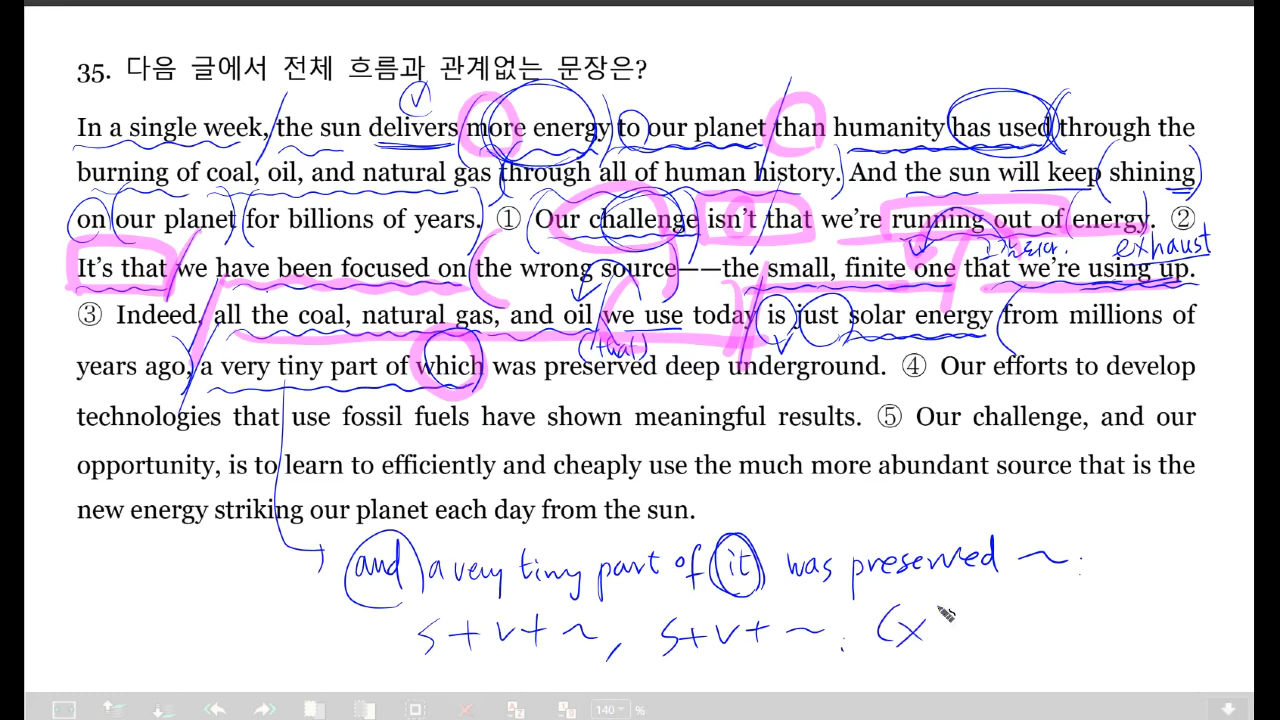 35. 다음 글에서 전체 흐름과 관계없는 문장은?
In a single week, the sun delivers more energy to our planet than humanity has used through the
burning of coal, oil, and natural gas through all of human history. And the sun will keep shining
on our planet for billions of years. ① Our challenge isn't that we're running out of energy. ②
고갈되다. exhaust
It's that we have been focused on the wrong source——the small, finite one that we're using up.
③ Indeed, all the coal, natural gas, and oil we use today is just solar energy from millions of
(that)
years ago, a very tiny part of which was preserved deep underground. ④ Our efforts to develop
technologies that use fossil fuels have shown meaningful results. ⑤ Our challenge, and our
opportunity, is to learn to efficiently and cheaply use the much more abundant source that is the
new energy striking our planet each day from the sun.
and a very tiny part of it was preserved ~.
S+V+~, S+V+~. (x
140 %